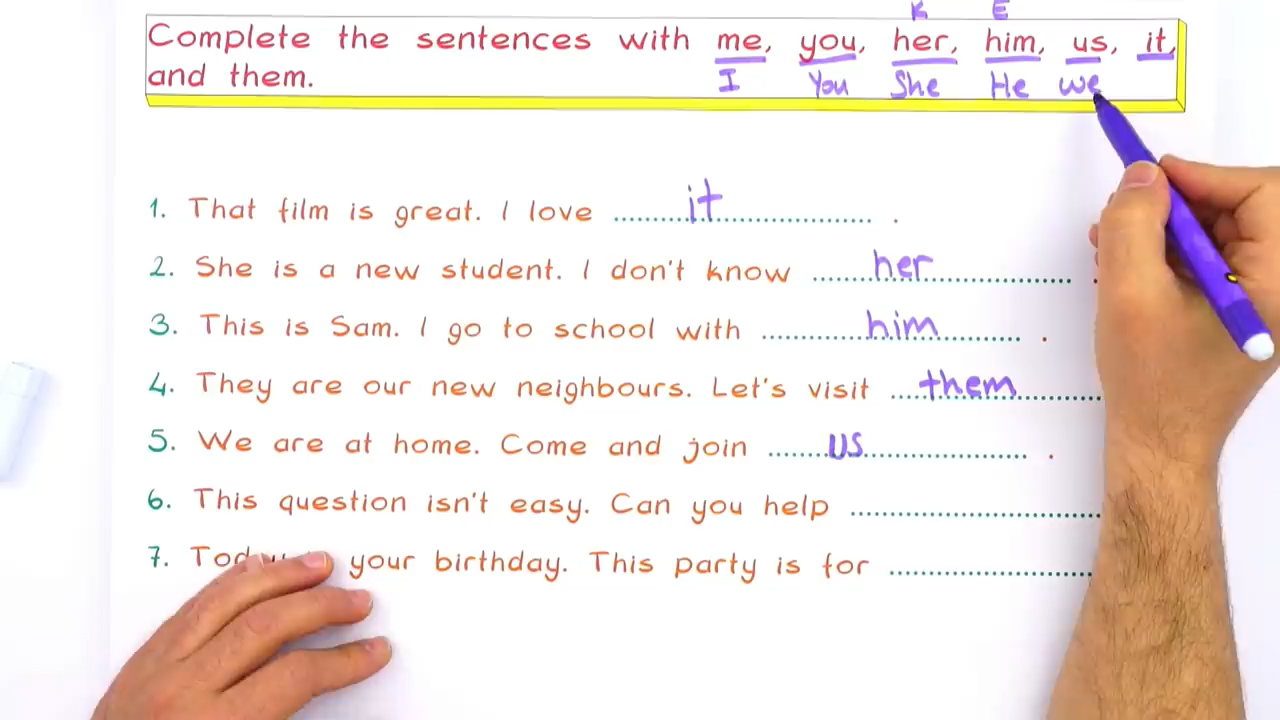 K E
Complete the sentences with me, you, her, him, us, it,
and them. I You She He we
1. That film is great. I love ..... it ..... .
2. She is a new student. I don't know ..... her ..... .
3. This is Sam. I go to school with ..... him ..... .
4. They are our new neighbours. Let's visit ..... them .....
5. We are at home. Come and join ..... us ..... .
6. This question isn't easy. Can you help .....
7. your birthday. This party is for .....